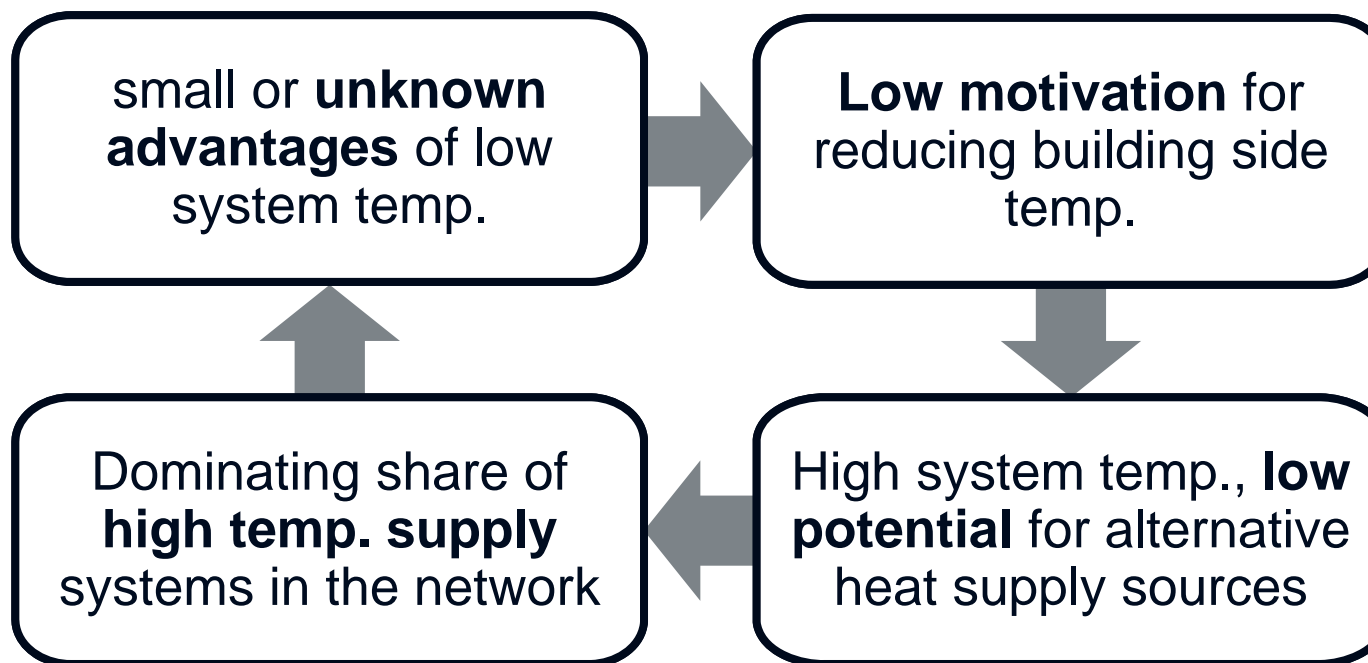 small or unknown
advantages of low
system temp.
Low motivation for
reducing building side
temp.
Dominating share of
high temp. supply
systems in the network
High system temp., low
potential for alternative
heat supply sources